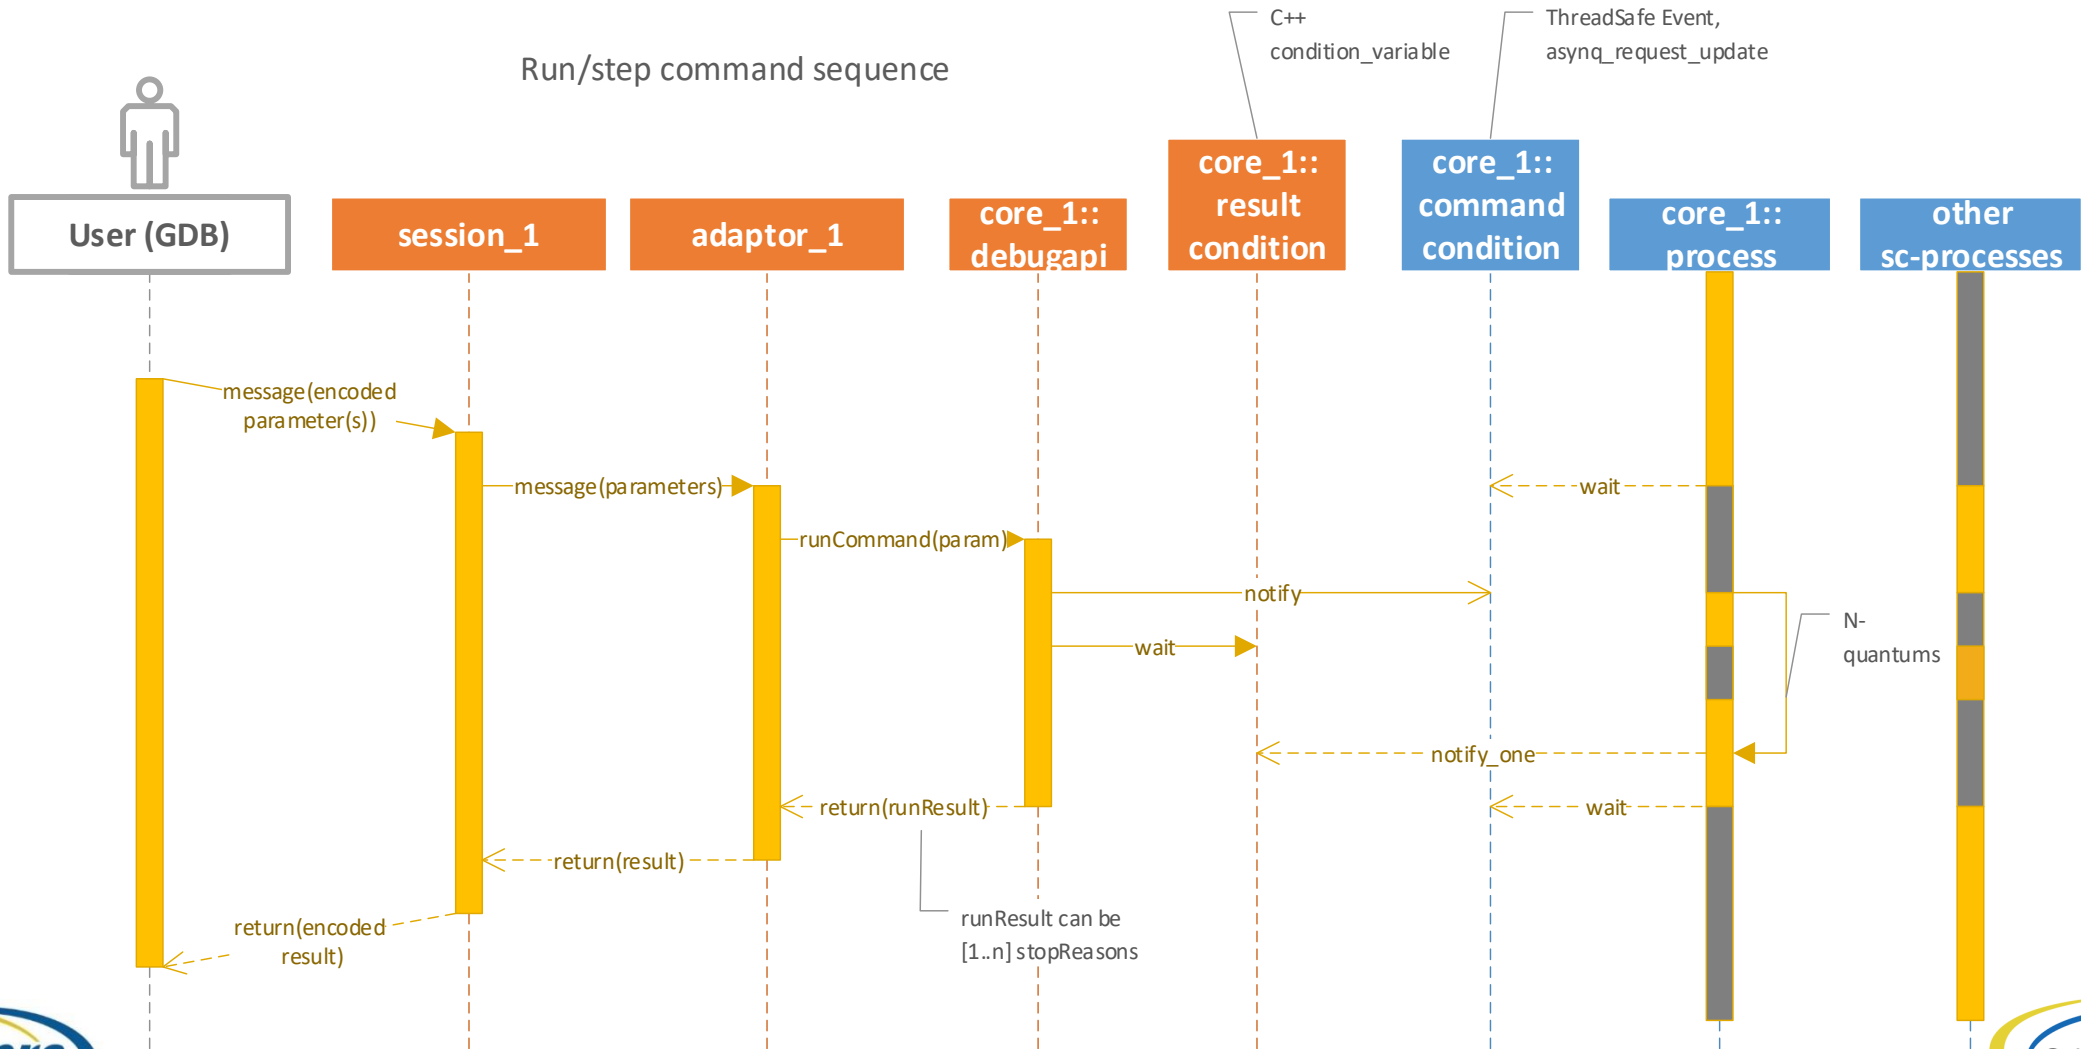 C++
condition_variable
ThreadSafe Event,
asynq_request_update
Run/step command sequence
User (GDB)
session_1
adaptor_1
core_1::
debugapi
core_1::
result
condition
core_1::
command
condition
core_1::
process
other
sc-processes
message(encoded
parameter(s))
message(parameters)
wait
runCommand(param)
notify
N-
quantums
wait
notify_one
return(runResult)
wait
return(result)
runResult can be
[1..n] stopReasons
return(encoded
result)